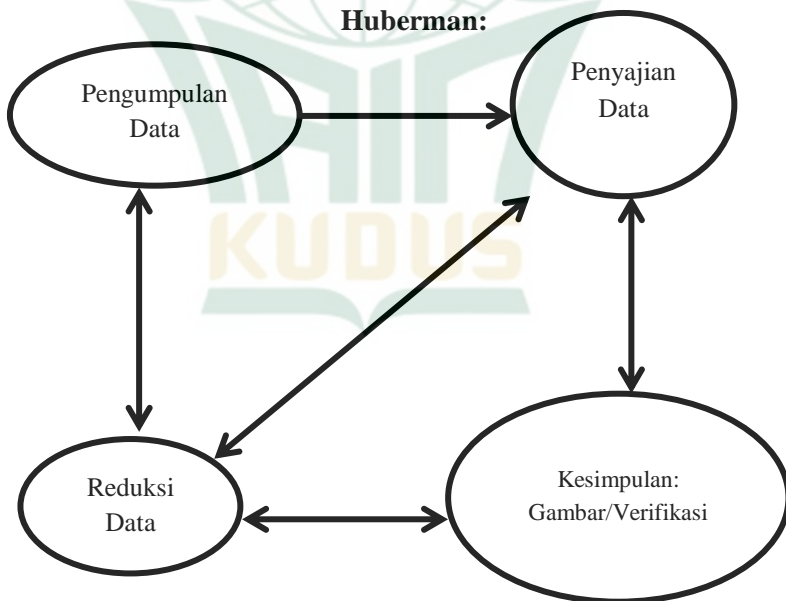 Huberman:
Pengumpulan
Data
Penyajian
Data
KUDUS
Reduksi
Data
Kesimpulan:
Gambar/Verifikasi